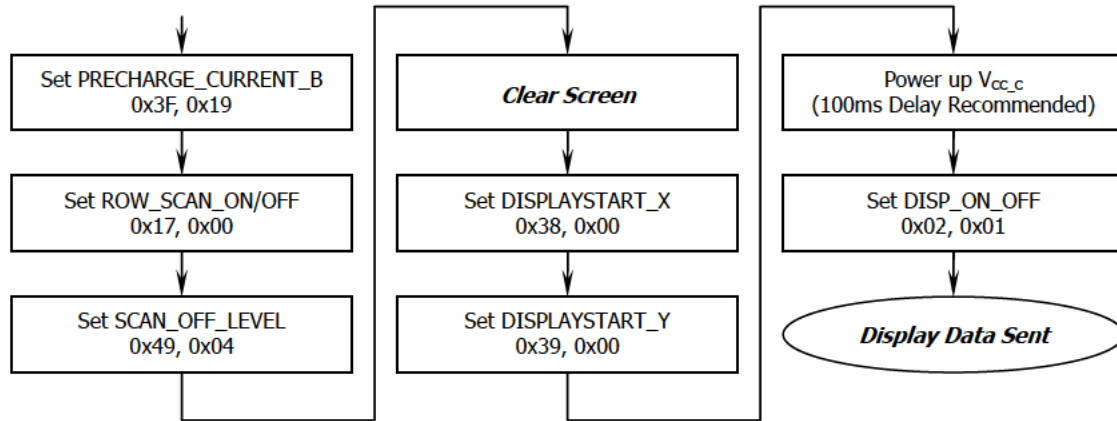 Set PRECHARGE_CURRENT_B
0x3F, 0x19
Set ROW_SCAN_ON/OFF
0x17, 0x00
Set SCAN_OFF_LEVEL
0x49, 0x04
Clear Screen
Set DISPLAYSTART_X
0x38, 0x00
Set DISPLAYSTART_Y
0x39, 0x00
Power up VCC_C
(100ms Delay Recommended)
Set DISP_ON_OFF
0x02, 0x01
Display Data Sent